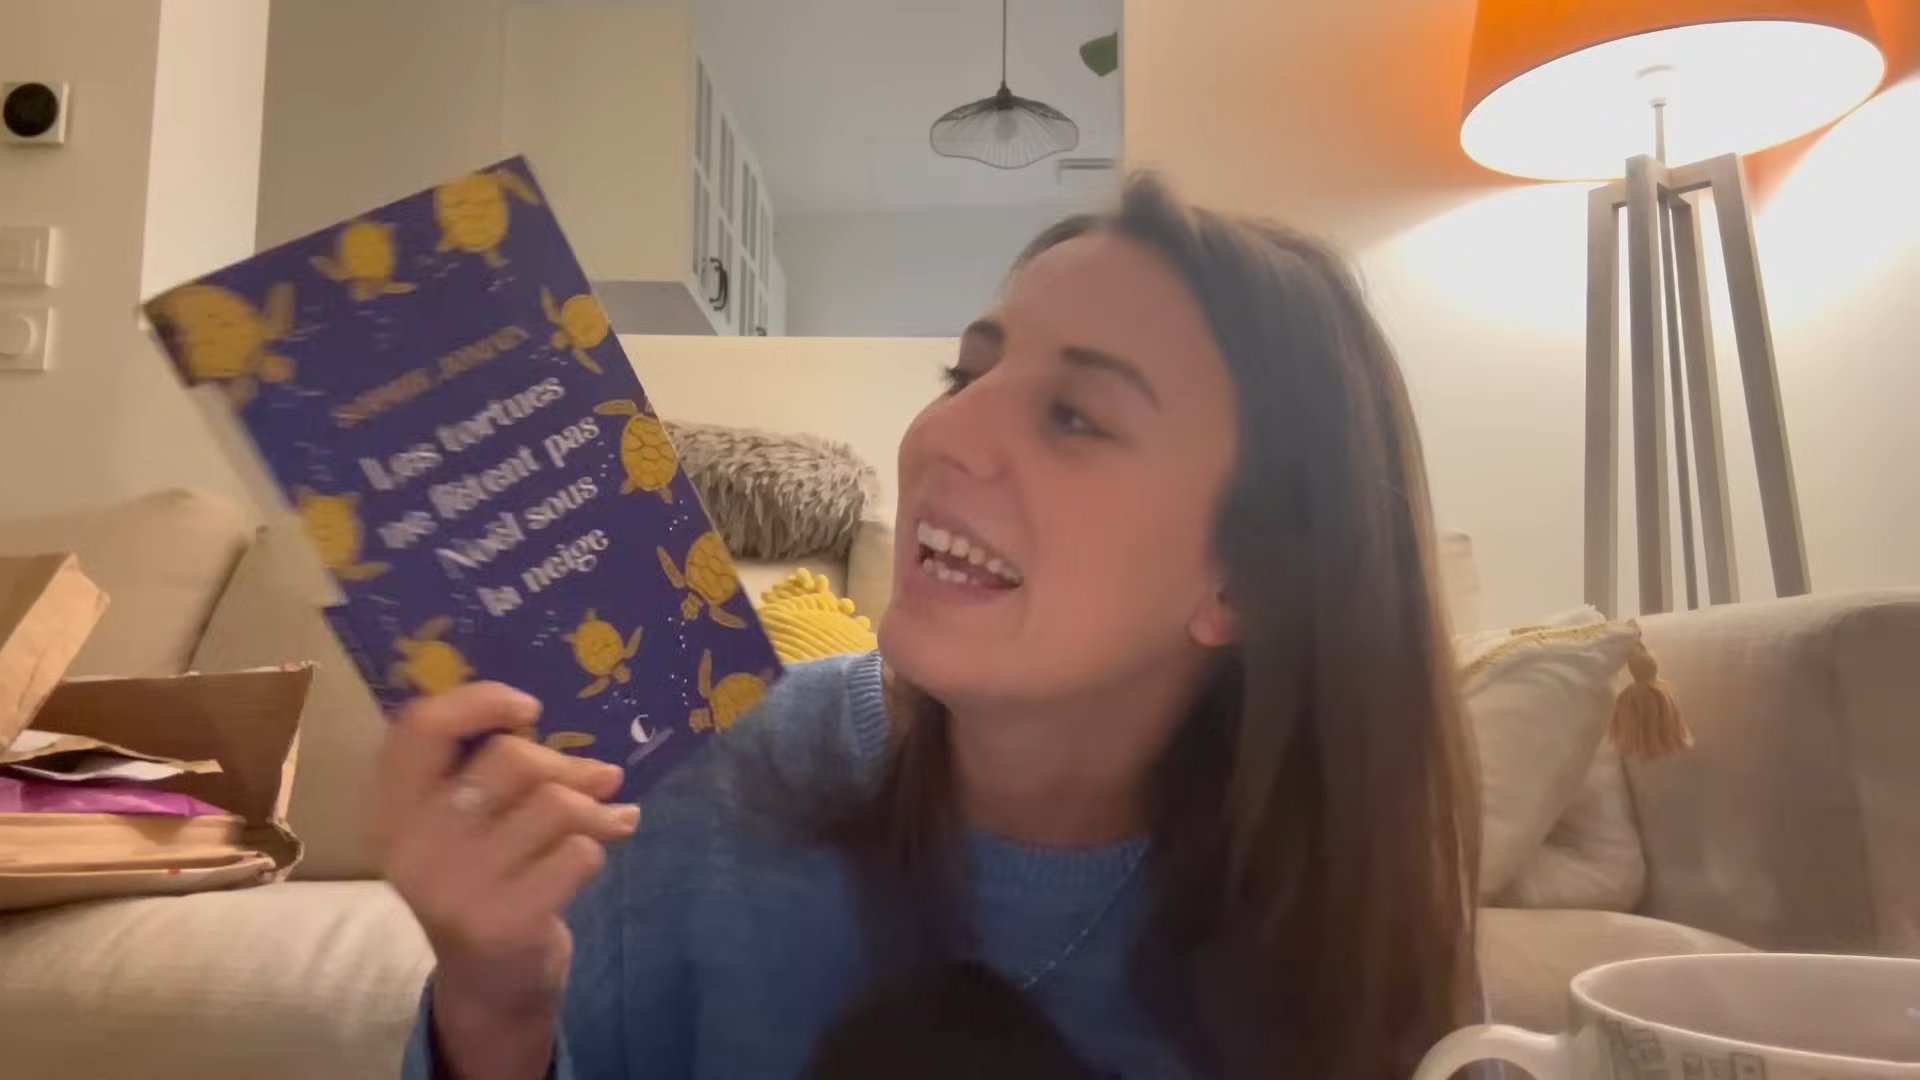 Les tortues
ne fêtent pas
Noël sous
la neige